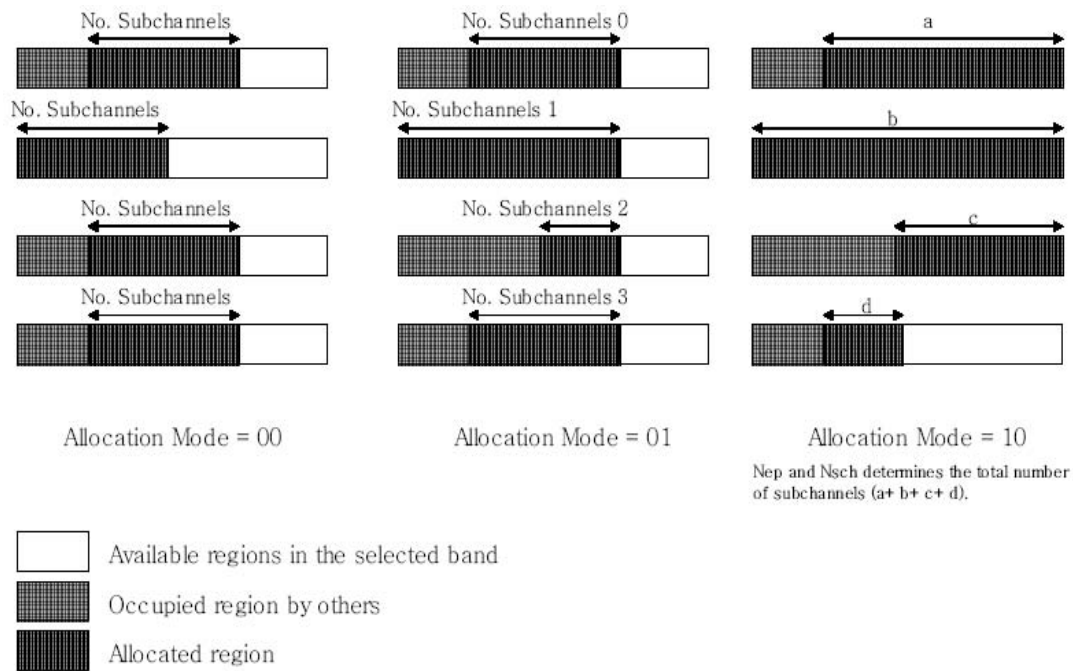 No. Subchannels
No. Subchannels 0
a
No. Subchannels
No. Subchannels 1
b
No. Subchannels
No. Subchannels 2
c
No. Subchannels
No. Subchannels 3
d
Allocation Mode = 00
Allocation Mode = 01
Allocation Mode = 10
Nep and Nsch determines the total number
of subchannels (a+ b+ c+ d).
Available regions in the selected band
Occupied region by others
Allocated region